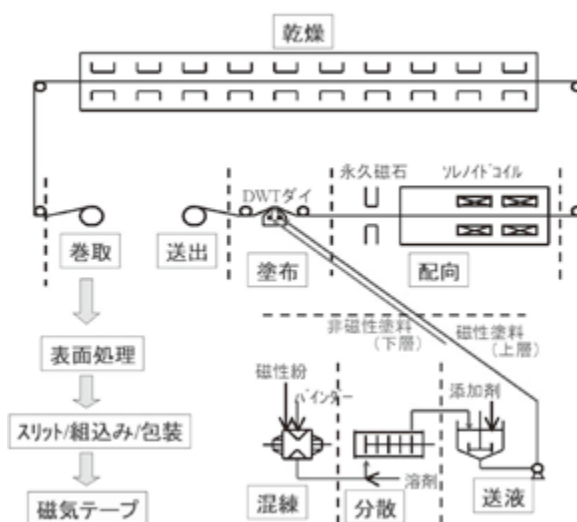 乾燥
永久磁石
ソレノイドコイル
DWTダイ
巻取
送出
塗布
配向
非磁性塗料
(下層)
磁性塗料
(上層)
表面処理
磁性粉
バインダー
添加剤
スリット/組込み/包装
溶剤
混練
分散
送液
磁気テープ